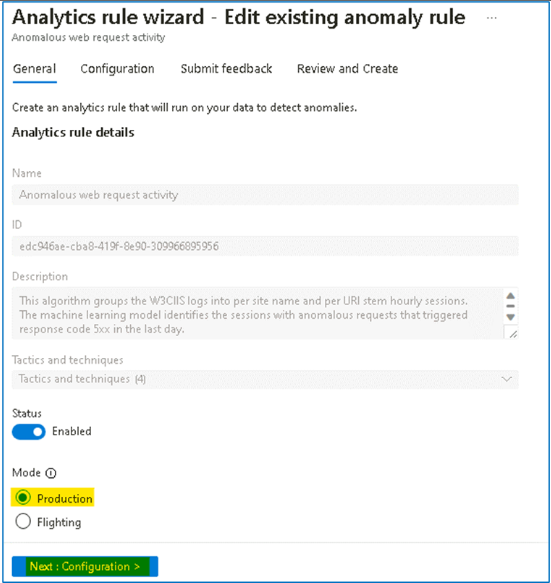 Analytics rule wizard - Edit existing anomaly rule ...
Anomalous web request activity
General Configuration Submit feedback Review and Create
Create an analytics rule that will run on your data to detect anomalies.
Analytics rule details
Name
Anomalous web request activity
ID
edc946ae-cba8-419f-8e90-309966895956
Description
This algorithm groups the W3CIIS logs into per site name and per URI stem hourly sessions.
The machine learning model identifies the sessions with anomalous requests that triggered
response code 5xx in the last day.
Tactics and techniques
Tactics and techniques (4)
Status
Enabled
Mode
Production
Flighting
Next : Configuration >